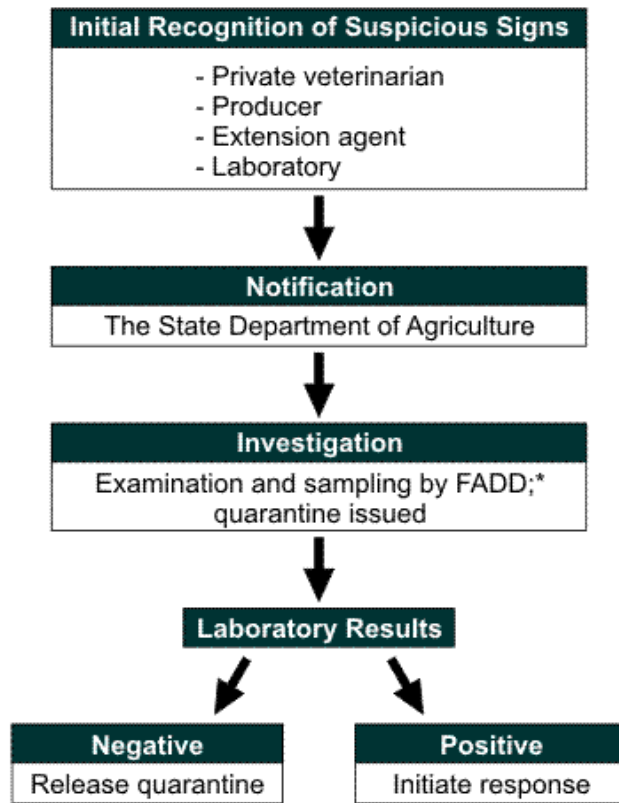 Initial Recognition of Suspicious Signs
- Private veterinarian
- Producer
- Extension agent
- Laboratory
Notification
The State Department of Agriculture
Investigation
Examination and sampling by FADD;*
quarantine issued
Laboratory Results
Negative
Release quarantine
Positive
Initiate response